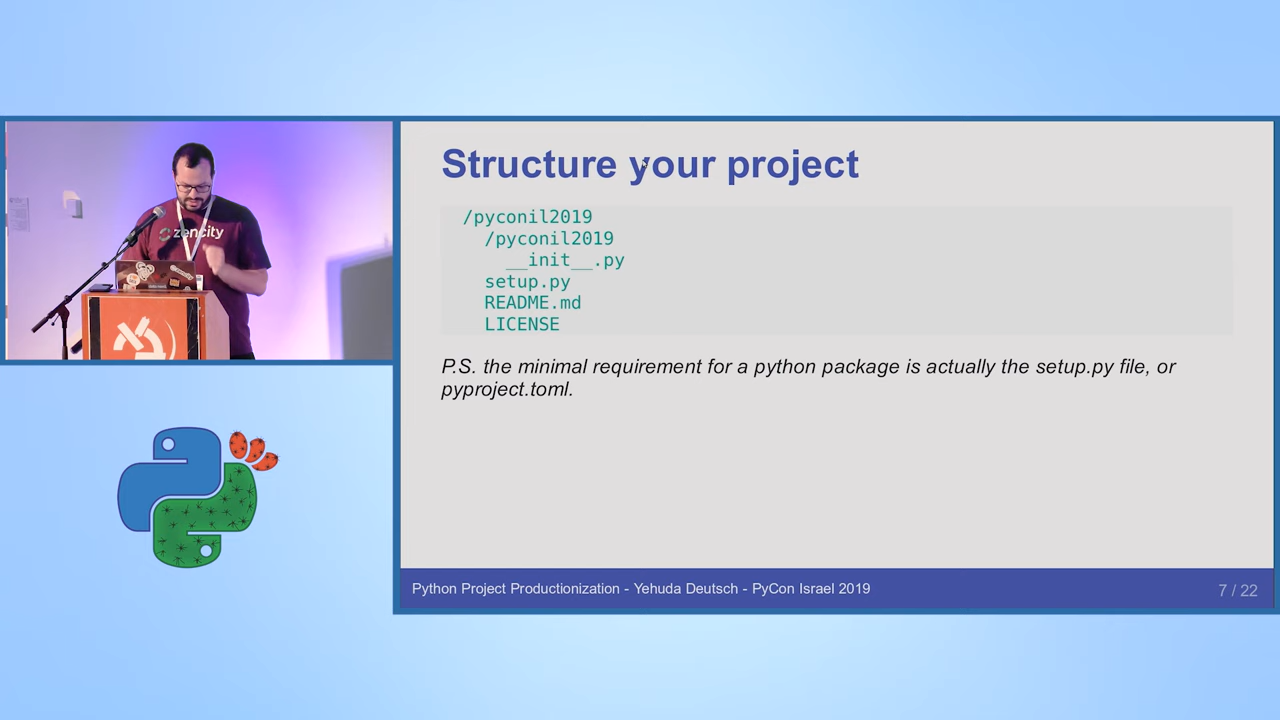 zencity
Structure your project
/pyconil2019
/pyconil2019
__init__.py
setup.py
README.md
LICENSE
P.S. the minimal requirement for a python package is actually the setup.py file, or
pyproject.toml.
Python Project Productionization - Yehuda Deutsch - PyCon Israel 2019
7 / 22